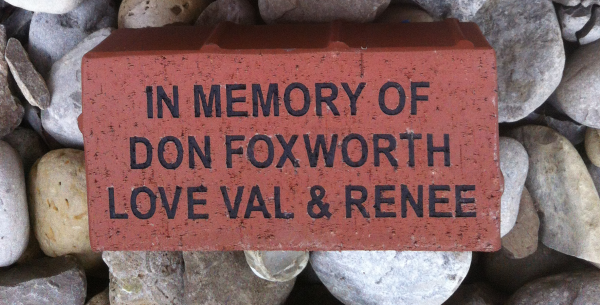 IN MEMORY OF
DON FOXWORTH
LOVE VAL & RENEE